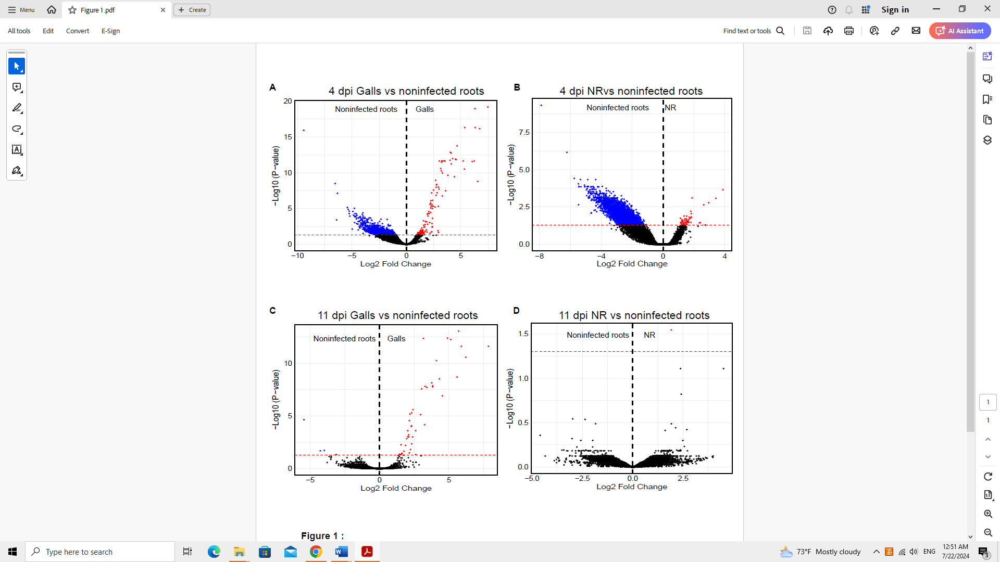 Menu
Figure 1.pdf
Create
Sign in
All tools
Edit
Convert
E-Sign
Find text or tools
AI Assistant
A
4 dpi Galls vs noninfected roots
Noninfected roots
Galls
20
15
10
5
0
−Log10 (P−value)
−10
−5
0
5
Log2 Fold Change
B
4 dpi NRvs noninfected roots
Noninfected roots
NR
7.5
5.0
2.5
0.0
−Log10 (P−value)
−8
−4
0
4
Log2 Fold Change
C
11 dpi Galls vs noninfected roots
Noninfected roots
Galls
10
5
0
−Log10 (P−value)
−5
0
5
Log2 Fold Change
D
11 dpi NR vs noninfected roots
Noninfected roots
NR
1.5
1.0
0.5
0.0
−Log10 (P−value)
−5.0
−2.5
0.0
2.5
Log2 Fold Change
Figure 1 :
1
1
Type here to search
73°F Mostly cloudy
ENG
12:51 AM
7/22/2024
3